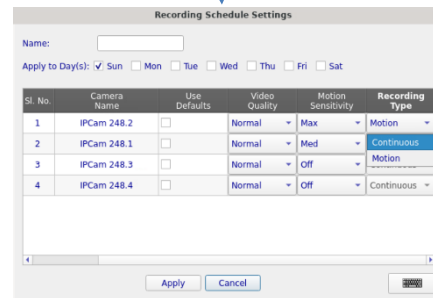 Recording Schedule Settings
Name:
Apply to Day(s): Sun Mon Tue Wed Thu Fri Sat
Sl. No. Camera Name Use Defaults Video Quality Motion Sensitivity Recording Type
1 IPCam 248.2 Normal Max Motion
2 IPCam 248.1 Normal Med Continuous
Motion
3 IPCam 248.3 Normal Off
4 IPCam 248.4 Normal Off Continuous
Apply Cancel